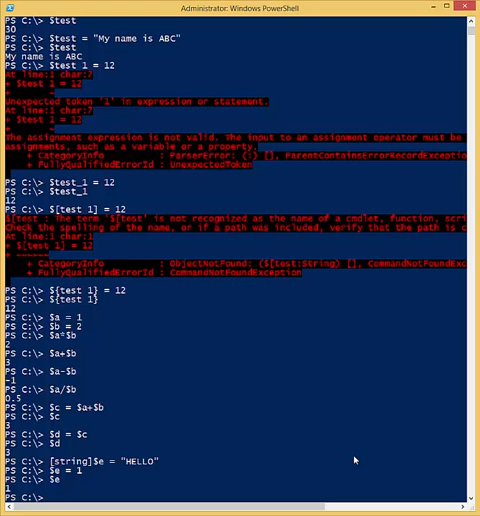 Administrator: Windows PowerShell
PS C:\> $test
30
PS C:\> $test = "My name is ABC"
PS C:\> $test
My name is ABC
PS C:\> $test 1 = 12
At line:1 char:7
+ $test 1 = 12
+       ~
Unexpected token '1' in expression or statement.
At line:1 char:7
+ $test 1 = 12
+       ~
The assignment expression is not valid. The input to an assignment operator must be
assignments, such as a variable or a property.
    + CategoryInfo          : ParserError: (:) [], ParentContainsErrorRecordException
    + FullyQualifiedErrorId : UnexpectedToken
PS C:\> $test_1 = 12
PS C:\> $test_1
12
PS C:\> $[test 1] = 12
$[test : The term '$[test' is not recognized as the name of a cmdlet, function, scri
Check the spelling of the name, or if a path was included, verify that the path is c
At line:1 char:1
+ $[test 1] = 12
+ ~~~~~~
    + CategoryInfo          : ObjectNotFound: ($[test:String) [], CommandNotFoundExc
    + FullyQualifiedErrorId : CommandNotFoundException
PS C:\> ${test 1} = 12
PS C:\> ${test 1}
12
PS C:\> $a = 1
PS C:\> $b = 2
PS C:\> $a*$b
2
PS C:\> $a+$b
3
PS C:\> $a-$b
-1
PS C:\> $a/$b
0.5
PS C:\> $c = $a+$b
PS C:\> $c
3
PS C:\> $d = $c
PS C:\> $d
3
PS C:\> [string]$e = "HELLO"
PS C:\> $e = 1
PS C:\> $e
1
PS C:\>